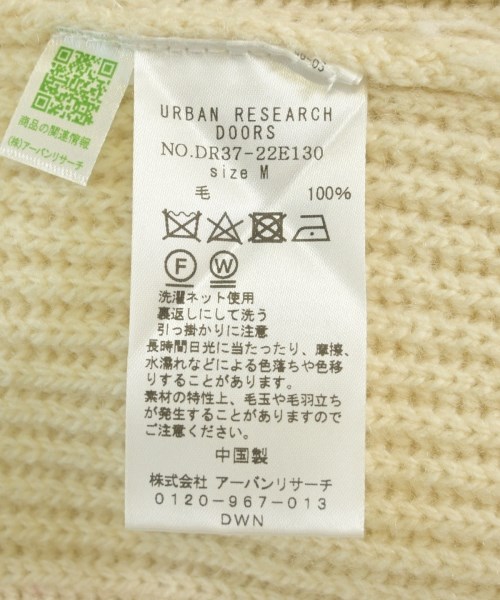 商品の関連情報
(株)アーバンリサーチ
URBAN RESEARCH
DOORS
NO.DR37-22E130
size M
毛 100%
F W
洗濯ネット使用
裏返しにして洗う
引っ掛かりに注意
長時間日光に当たったり、摩擦、
水濡れなどによる色落ちや色移
りすることがあります。
素材の特性上、毛玉や毛羽立ち
が発生することがありますので
ご注意ください。
中国製
株式会社 アーバンリサーチ
0120-967-013
DWN